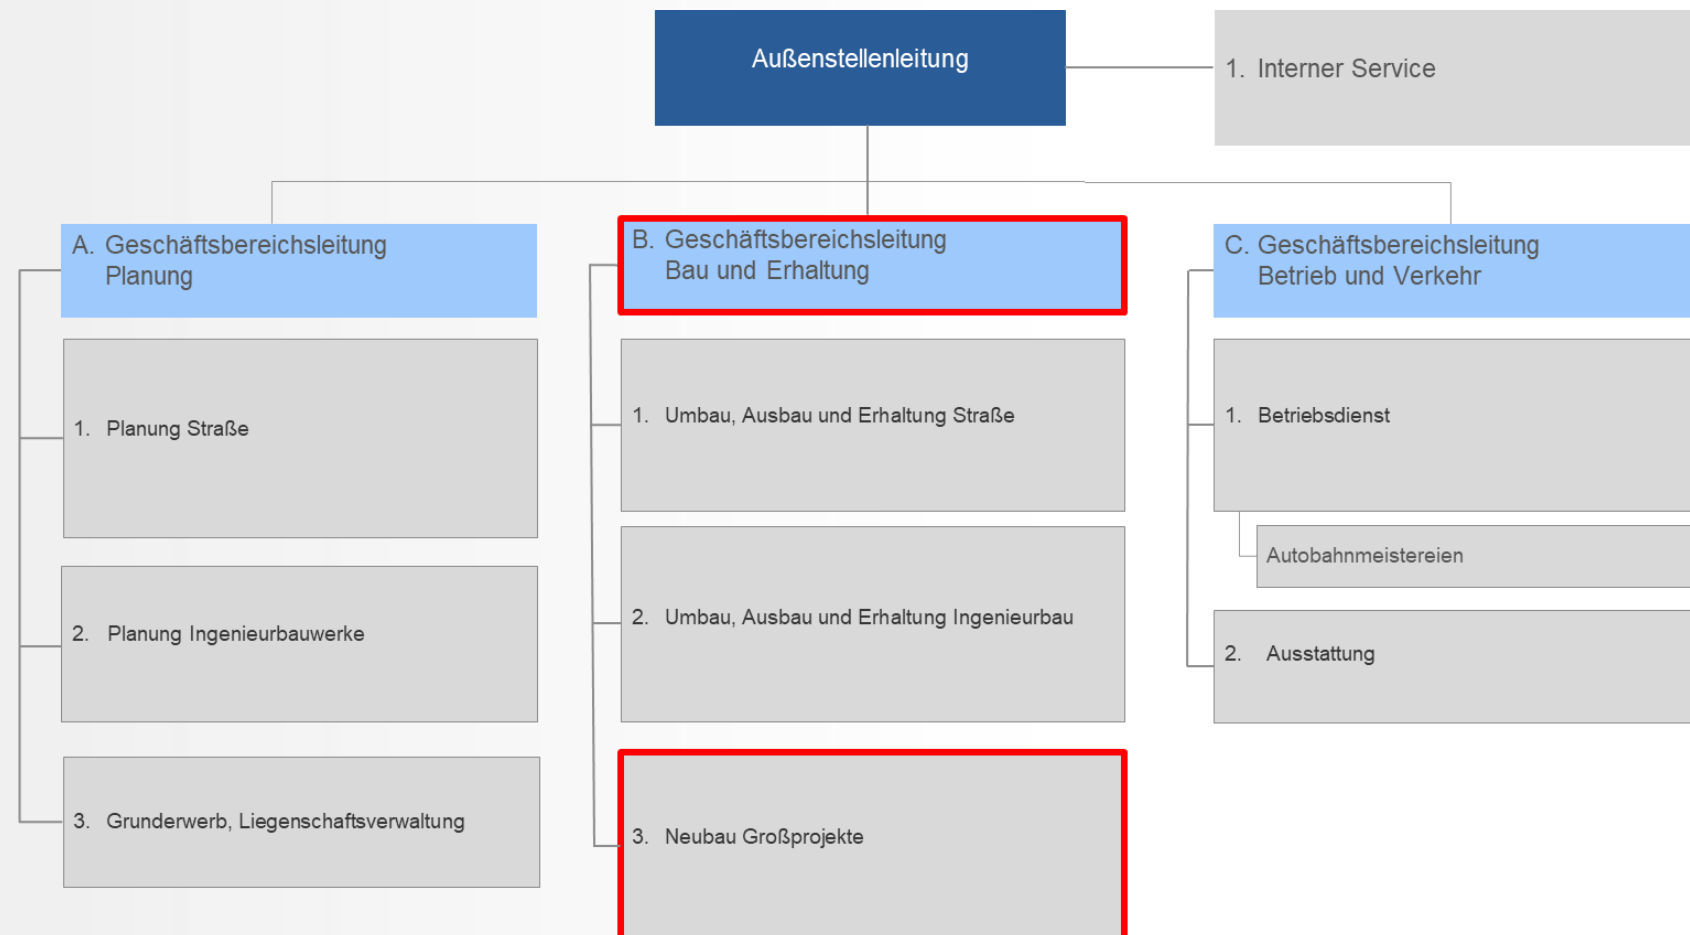 Außenstellenleitung
1. Interner Service
A. Geschäftsbereichsleitung
Planung
B. Geschäftsbereichsleitung
Bau und Erhaltung
C. Geschäftsbereichsleitung
Betrieb und Verkehr
1. Planung Straße
2. Planung Ingenieurbauwerke
3. Grunderwerb, Liegenschaftsverwaltung
1. Umbau, Ausbau und Erhaltung Straße
2. Umbau, Ausbau und Erhaltung Ingenieurbau
3. Neubau Großprojekte
1. Betriebsdienst
Autobahnmeistereien
2. Ausstattung